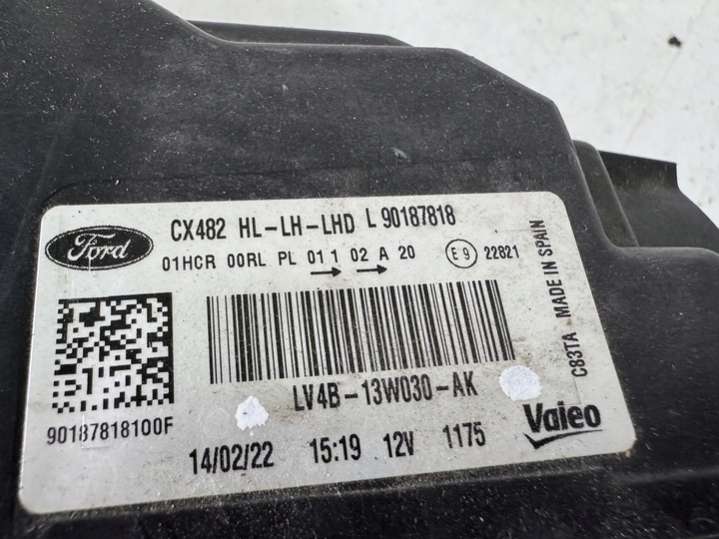 Ford
CX482 HL-LH-LHD L 90187818
01HCR 00RL PL 01 1 02 A 20 E9 22821
90187818100F
LV4B-13W030-AK
14/02/22 15:19 12V 1175
Valeo
C83TA MADE IN SPAIN